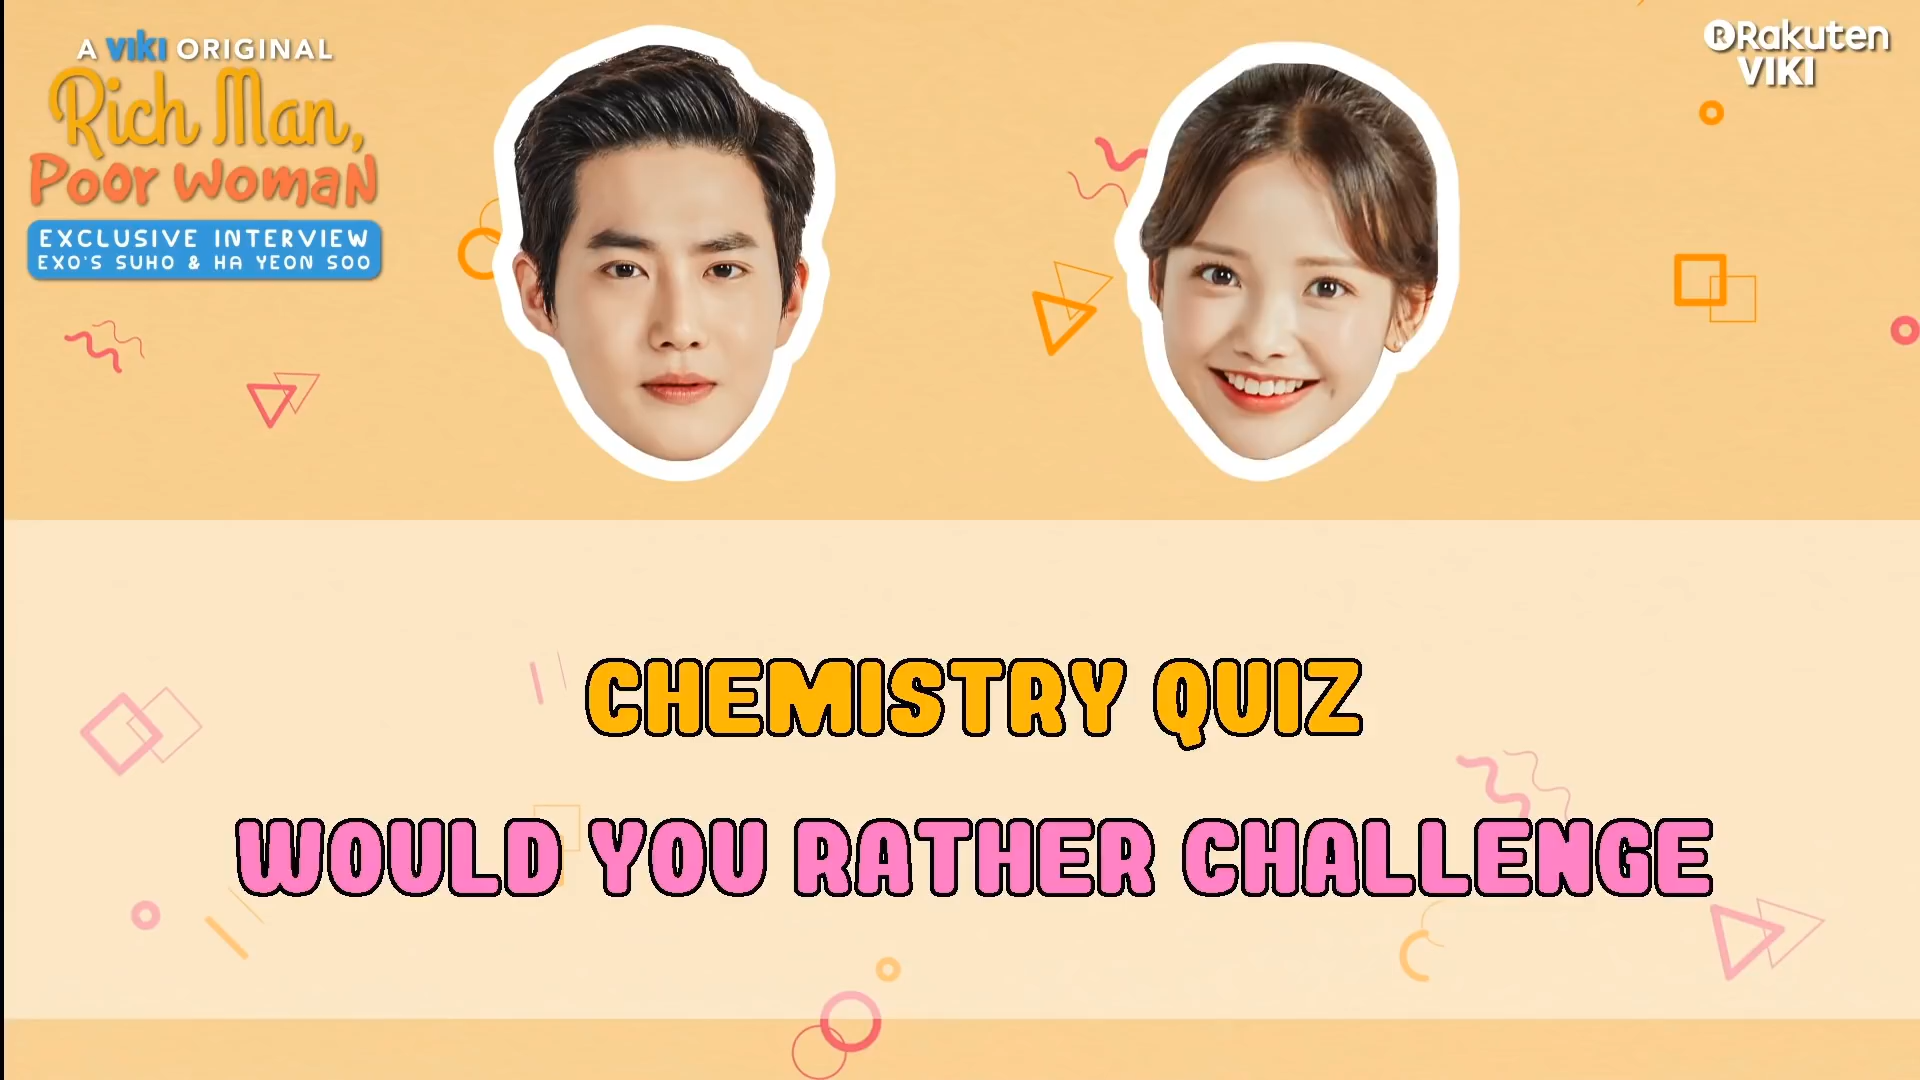 A VIKI ORIGINAL
Rich Man,
Poor Woman
EXCLUSIVE INTERVIEW
EXO'S SUHO & HA YEON SOO
Rakuten
VIKI
CHEMISTRY QUIZ
WOULD YOU RATHER CHALLENGE